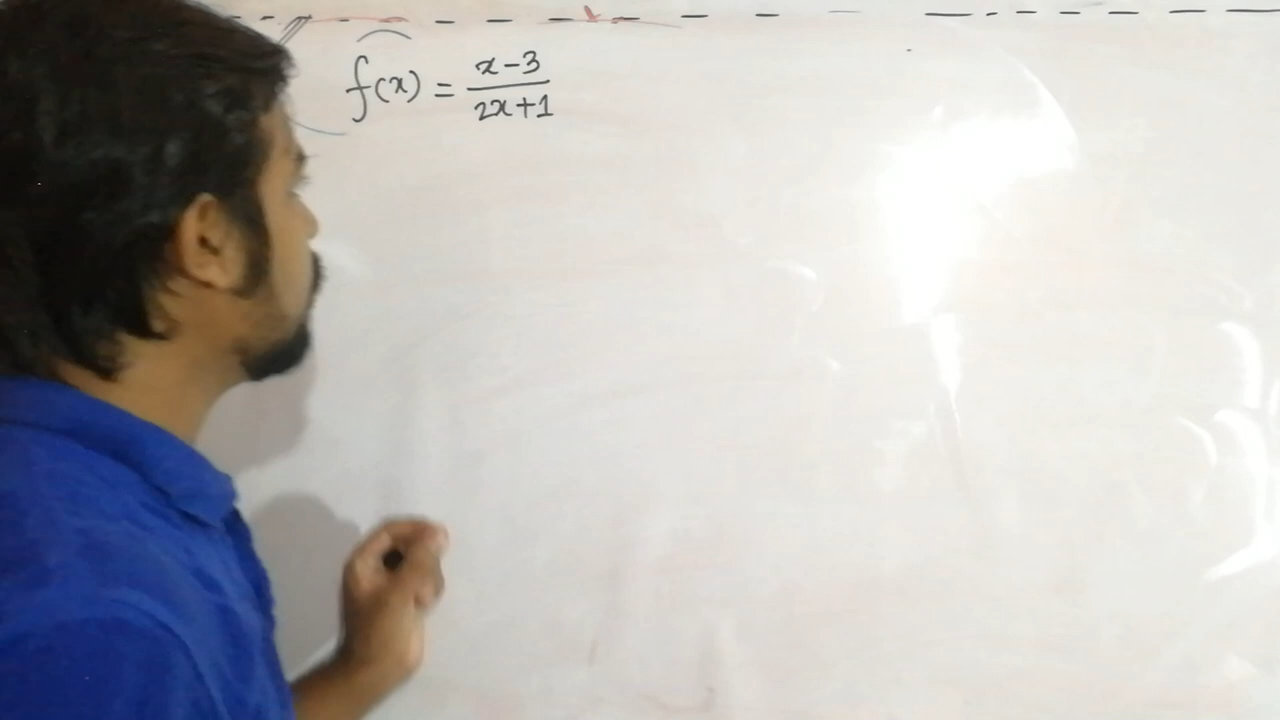 f(x) = x-3 / 2x+1